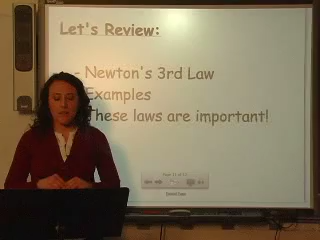 Let's Review:
- Newton's 3rd Law
Examples
These laws are important!